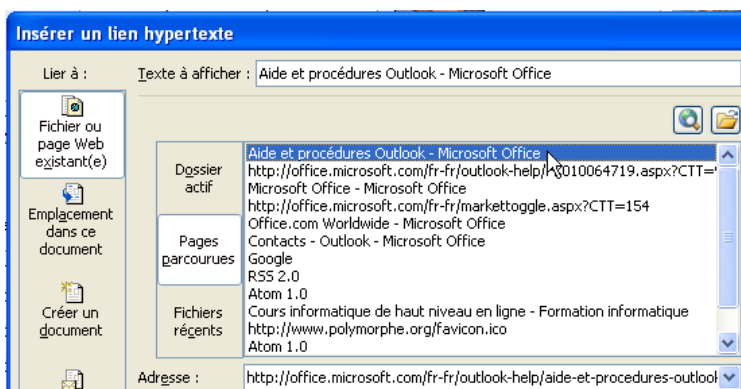 Insérer un lien hypertexte
Lier à :
Texte à afficher : Aide et procédures Outlook - Microsoft Office
Fichier ou
page Web
existant(e)
Emplacement
dans ce
document
Créer un
document
Dossier
actif
Pages
parcourues
Fichiers
récents
Aide et procédures Outlook - Microsoft Office
http://office.microsoft.com/fr-fr/outlook-help/
Microsoft Office - Microsoft Office
http://office.microsoft.com/fr-fr/markettoggle.aspx?CTT=154
Office.com Worldwide - Microsoft Office
Contacts - Outlook - Microsoft Office
Google
RSS 2.0
Atom 1.0
Cours informatique de haut niveau en ligne - Formation informatique
http://www.polymorphe.org/favicon.ico
Atom 1.0
Adresse : http://office.microsoft.com/fr-fr/outlook-help/aide-et-procedures-outlook